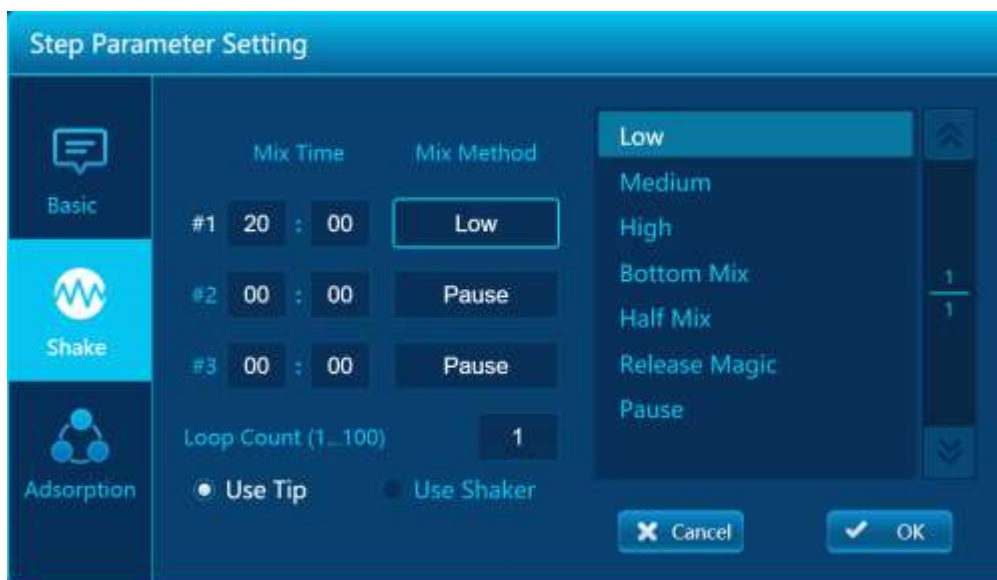 Step Parameter Setting
Basic
Shake
Adsorption
Mix Time Mix Method
#1 20 : 00 Low
#2 00 : 00 Pause
#3 00 : 00 Pause
Loop Count (1...100) 1
Use Tip Use Shaker
Low
Medium
High
Bottom Mix
Half Mix
Release Magic
Pause
1
1
Cancel OK